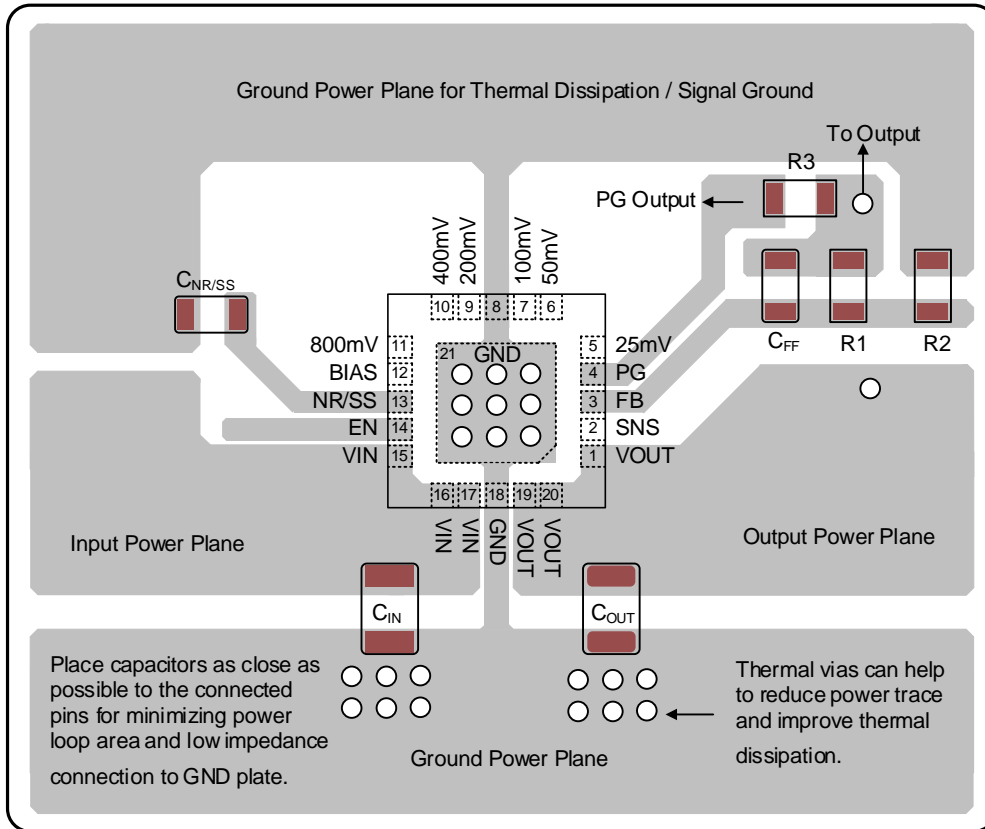 Ground Power Plane for Thermal Dissipation / Signal Ground
To Output
R3
PG Output
400mV
200mV
100mV
50mV
CNR/SS
10
9
8
7
6
CFF
R1
R2
800mV
11
21
GND
5
25mV
BIAS
12
4
PG
NR/SS
13
3
FB
EN
14
2
SNS
VIN
15
1
VOUT
16
17
18
19
20
VIN
VIN
GND
VOUT
VOUT
Input Power Plane
Output Power Plane
CIN
COUT
Place capacitors as close as
possible to the connected
pins for minimizing power
loop area and low impedance
connection to GND plate.
Thermal vias can help
to reduce power trace
and improve thermal
dissipation.
Ground Power Plane